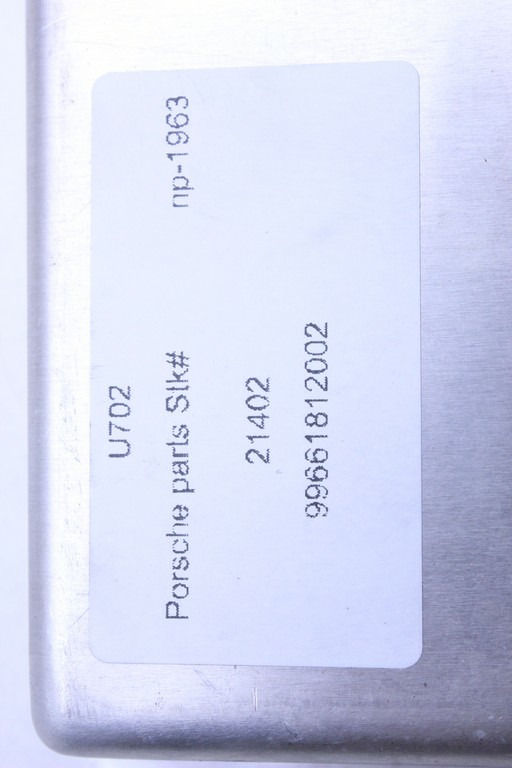 U702
Porsche parts Stk# np-1963
21402
99661812002